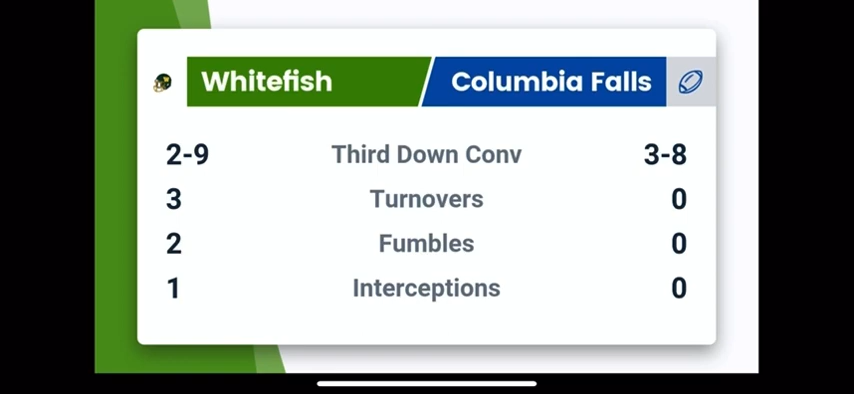 Whitefish Columbia Falls
2-9 Third Down Conv 3-8
3 Turnovers 0
2 Fumbles 0
1 Interceptions 0